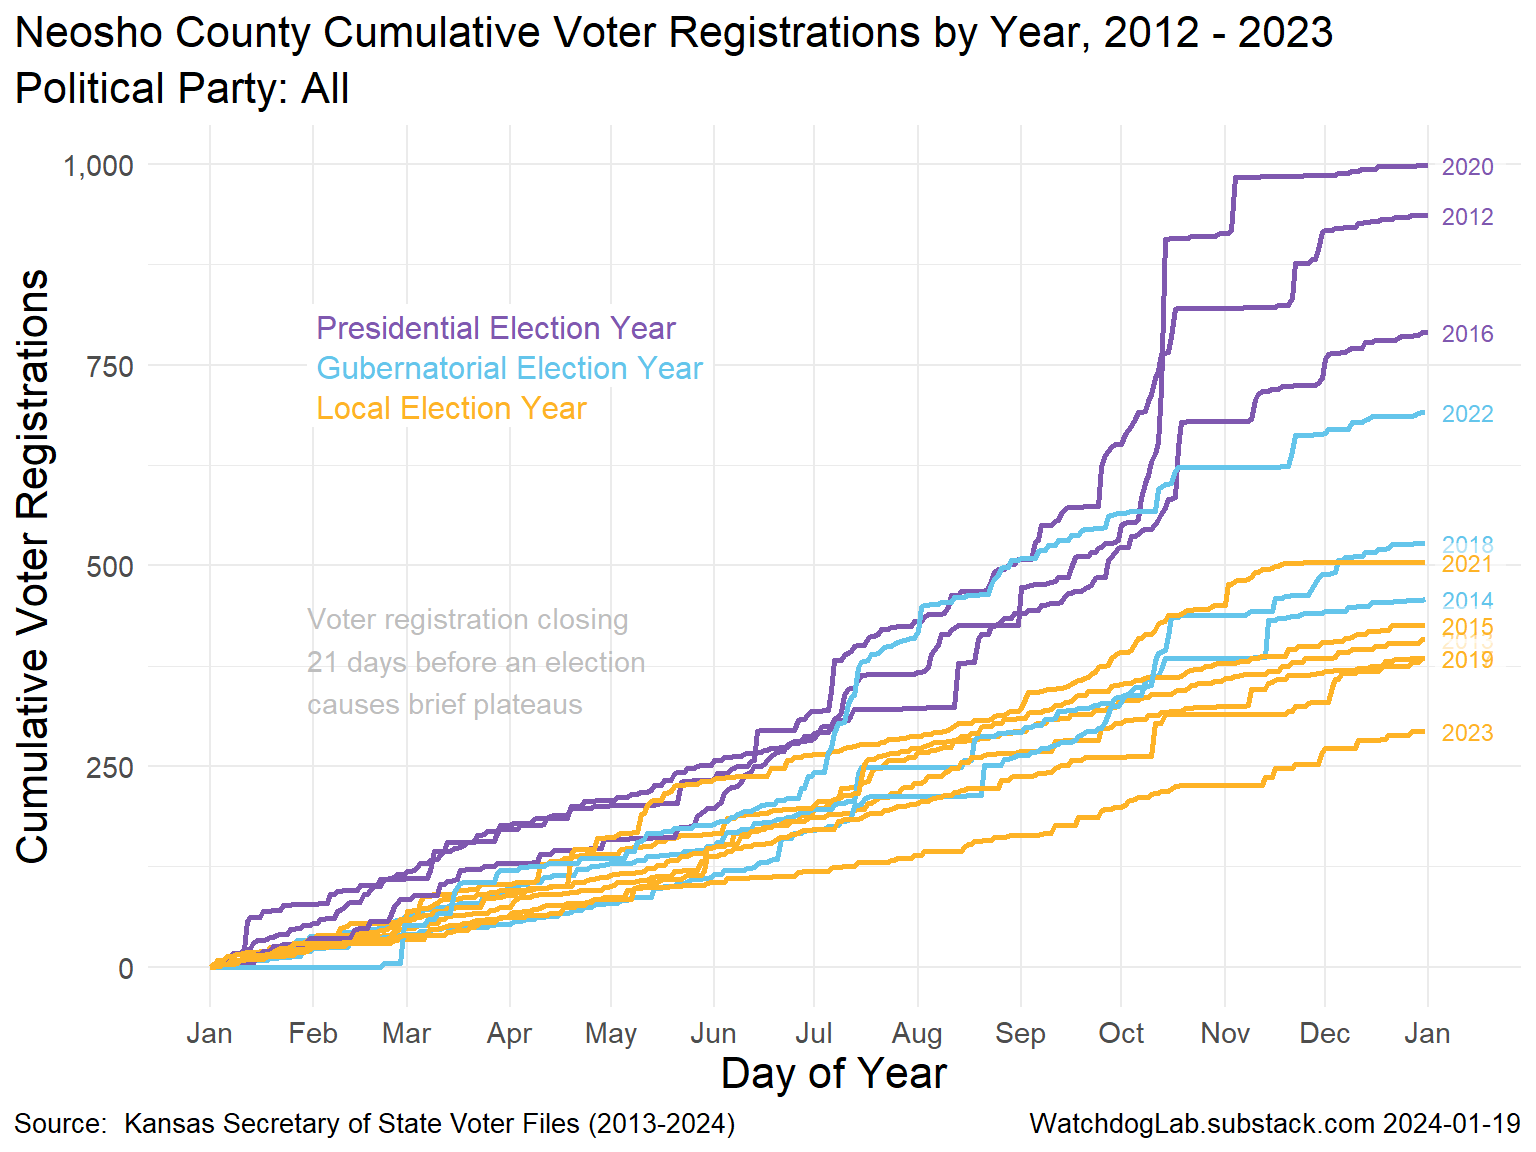 Neosho County Cumulative Voter Registrations by Year, 2012 - 2023
Political Party: All
Cumulative Voter Registrations
1,000
750
500
250
0
Presidential Election Year
Gubernatorial Election Year
Local Election Year
Voter registration closing
21 days before an election
causes brief plateaus
2020
2012
2016
2022
2018
2021
2014
2015
2019
2023
Jan Feb Mar Apr May Jun Jul Aug Sep Oct Nov Dec Jan
Day of Year
Source:  Kansas Secretary of State Voter Files (2013-2024)
WatchdogLab.substack.com 2024-01-19